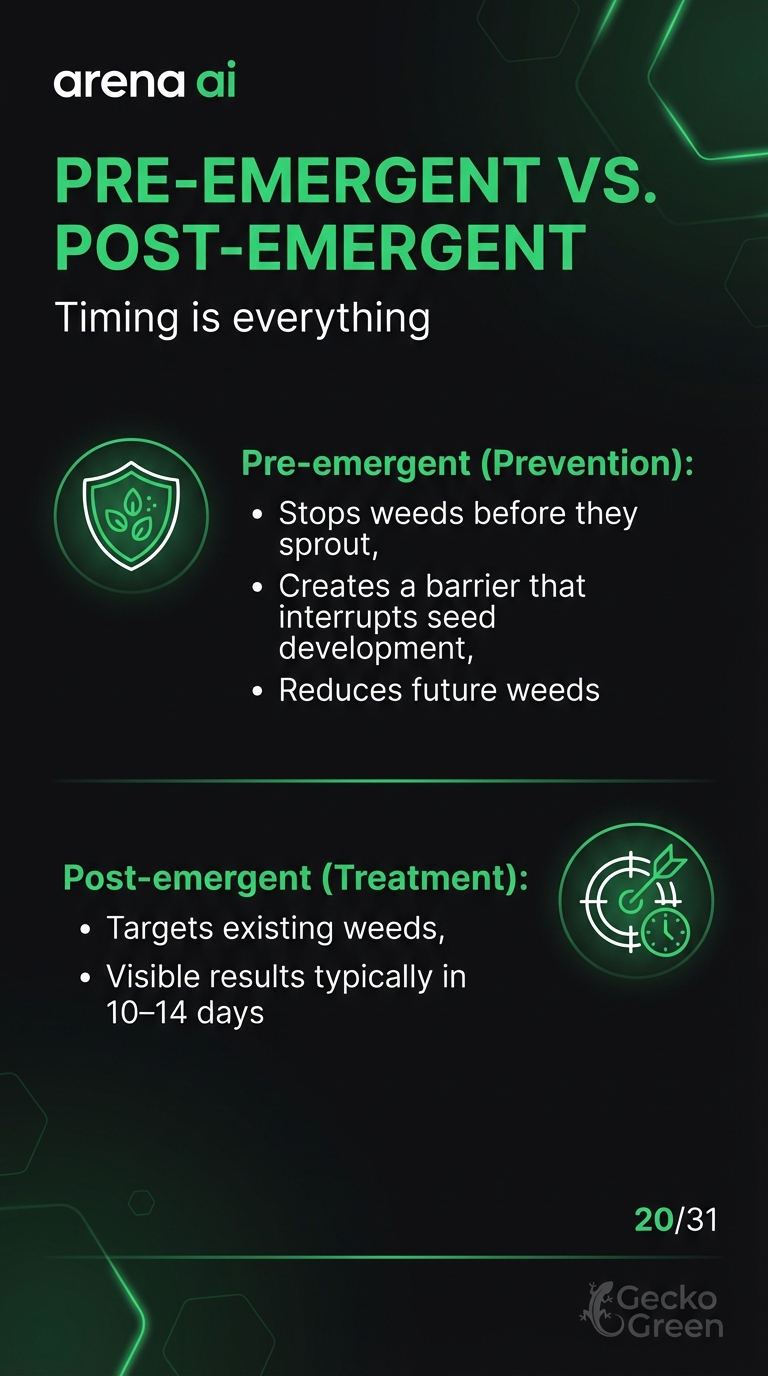 arena ai
PRE-EMERGENT VS.
POST-EMERGENT
Timing is everything
Pre-emergent (Prevention):
• Stops weeds before they
sprout,
• Creates a barrier that
interrupts seed
development,
• Reduces future weeds
Post-emergent (Treatment):
• Targets existing weeds,
• Visible results typically in
10–14 days
20/31
Gecko
Green